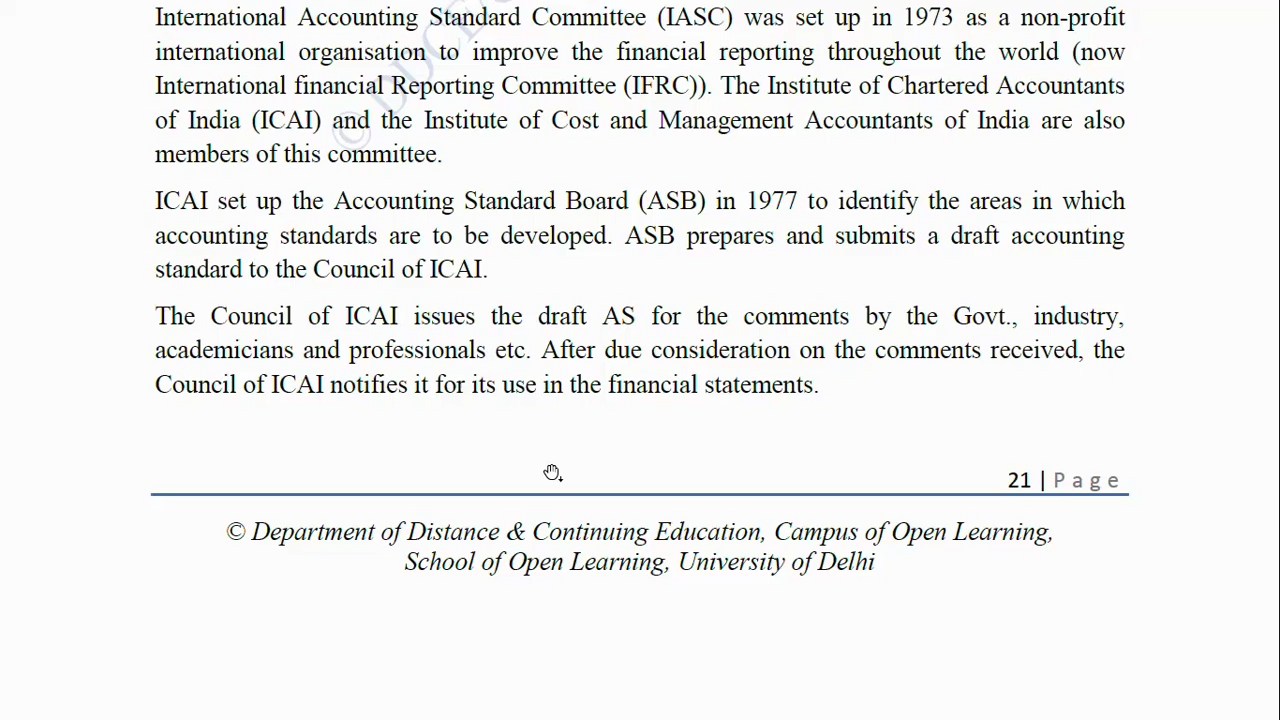 International Accounting Standard Committee (IASC) was set up in 1973 as a non-profit
international organisation to improve the financial reporting throughout the world (now
International financial Reporting Committee (IFRC)). The Institute of Chartered Accountants
of India (ICAI) and the Institute of Cost and Management Accountants of India are also
members of this committee.
ICAI set up the Accounting Standard Board (ASB) in 1977 to identify the areas in which
accounting standards are to be developed. ASB prepares and submits a draft accounting
standard to the Council of ICAI.
The Council of ICAI issues the draft AS for the comments by the Govt., industry,
academicians and professionals etc. After due consideration on the comments received, the
Council of ICAI notifies it for its use in the financial statements.
21 | Page
© Department of Distance & Continuing Education, Campus of Open Learning,
School of Open Learning, University of Delhi